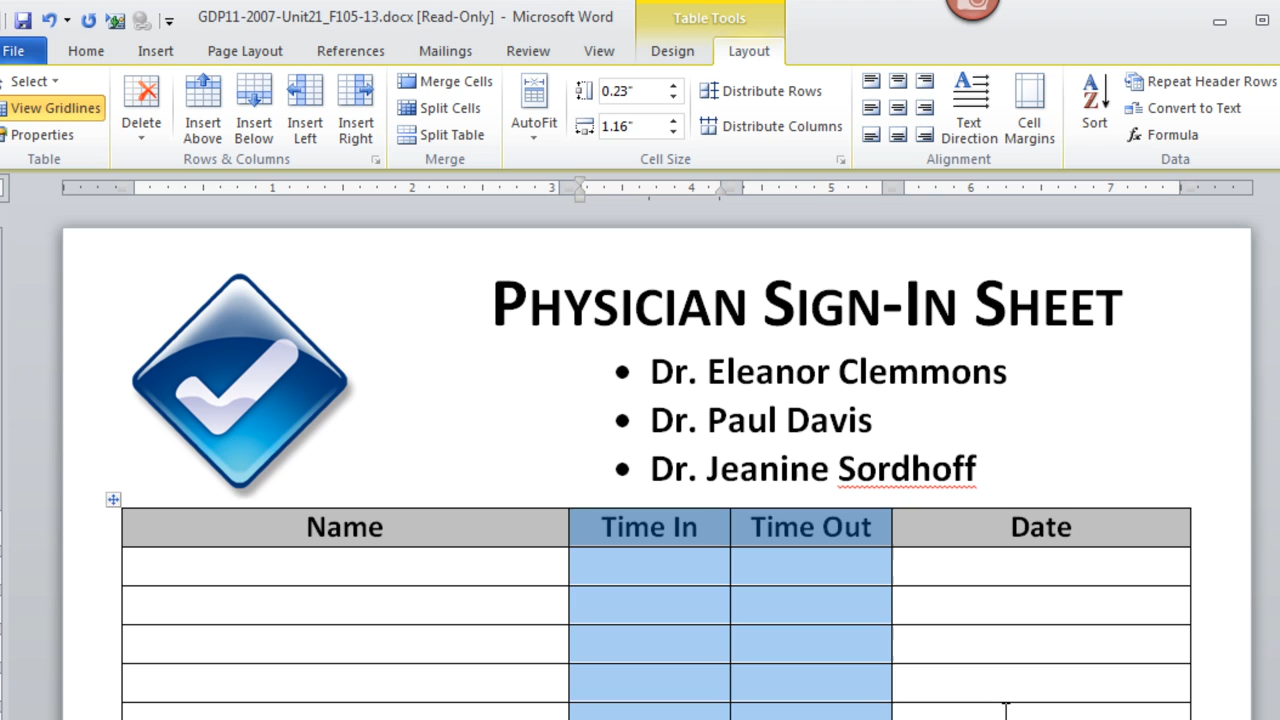 GDP11-2007-Unit21_F105-13.docx [Read-Only] - Microsoft Word
Table Tools
File Home Insert Page Layout References Mailings Review View Design Layout
Select
View Gridlines
Properties
Table
Delete
Insert Above
Insert Below
Insert Left
Insert Right
Rows & Columns
Merge Cells
Split Cells
Split Table
Merge
AutoFit
0.23"
1.16"
Distribute Rows
Distribute Columns
Cell Size
Text Direction
Cell Margins
Alignment
Sort
Repeat Header Rows
Convert to Text
Formula
Data
1 2 3 4 5 6 7
PHYSICIAN SIGN-IN SHEET
• Dr. Eleanor Clemmons
• Dr. Paul Davis
• Dr. Jeanine Sordhoff
Name Time In Time Out Date